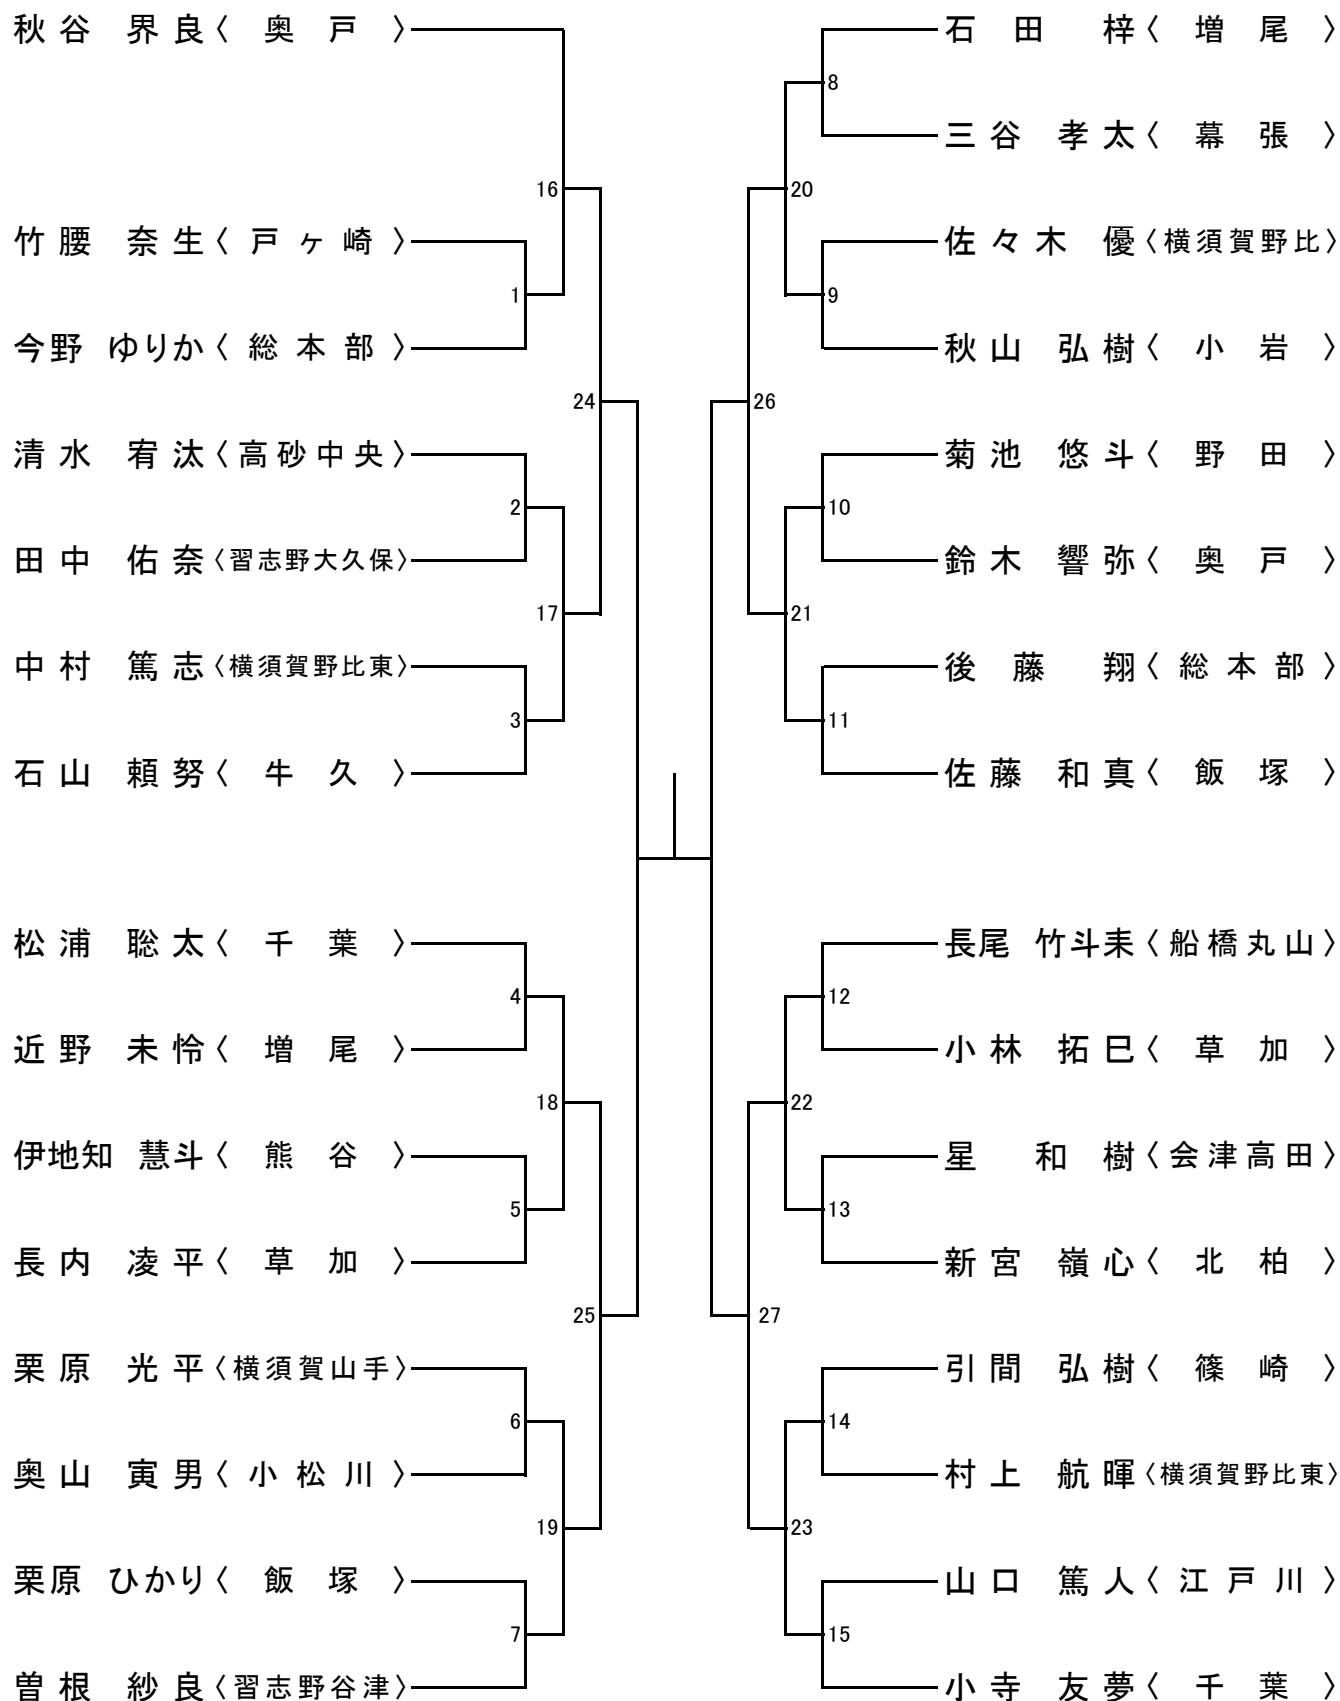 秋谷 界良〈 奥戸 〉
16
竹腰 奈生〈 戸ヶ崎 〉
1
今野 ゆりか〈 総本部 〉
24
清水 宥汰〈 高砂中央 〉
2
田中 佑奈〈習志野大久保〉
17
中村 篤志〈横須賀野比東〉
3
石山 頼努〈 牛久 〉
松浦 聡太〈 千葉 〉
4
近野 未怜〈 増尾 〉
18
伊地知 慧斗〈 熊谷 〉
5
長内 凌平〈 草加 〉
25
栗原 光平〈横須賀山手〉
6
奥山 寅男〈 小松川 〉
19
栗原 ひかり〈 飯塚 〉
7
曽根 紗良〈習志野谷津〉
石田 梓〈 増尾 〉
8
三谷 孝太〈 幕張 〉
20
佐々木 優〈横須賀野比〉
9
秋山 弘樹〈 小岩 〉
26
菊池 悠斗〈 野田 〉
10
鈴木 響弥〈 奥戸 〉
21
後藤 翔〈 総本部 〉
11
佐藤 和真〈 飯塚 〉
長尾 竹斗耒〈 船橋丸山 〉
12
小林 拓巳〈 草加 〉
22
星 和樹〈 会津高田 〉
13
新宮 嶺心〈 北柏 〉
27
引間 弘樹〈 篠崎 〉
14
村上 航暉〈横須賀野比東〉
23
山口 篤人〈 江戸川 〉
15
小寺 友夢〈 千葉 〉